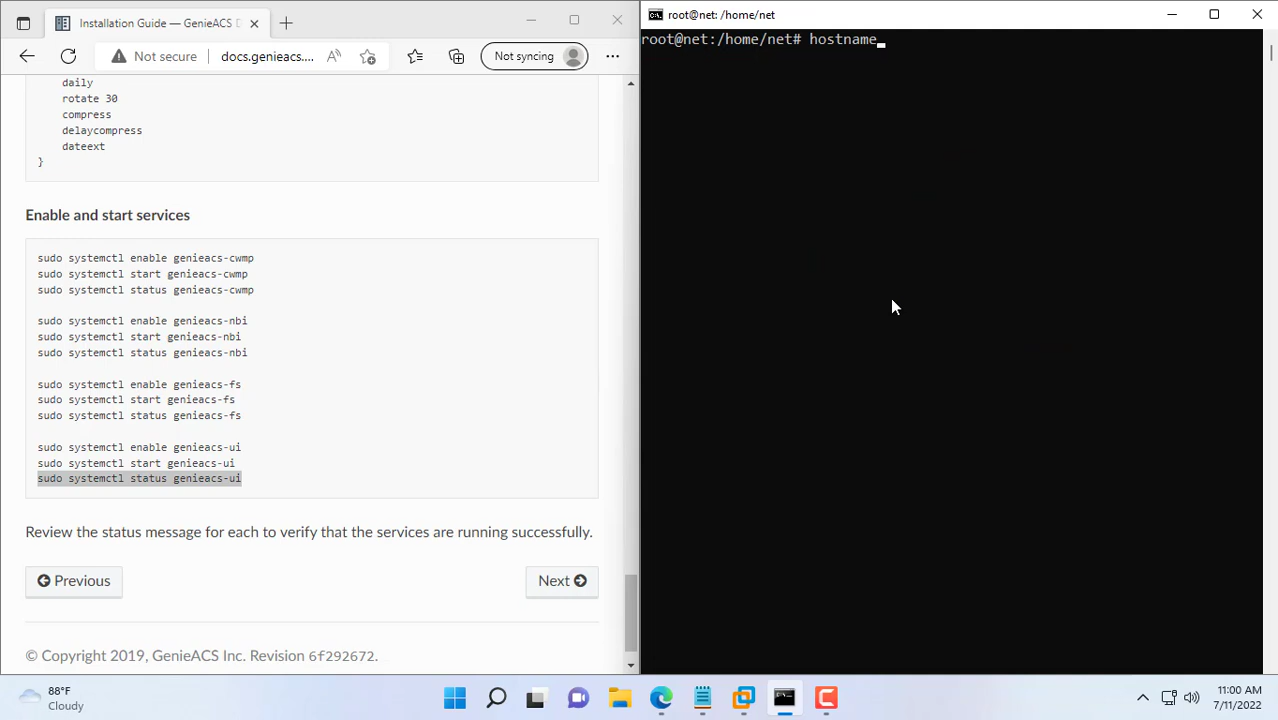 Installation Guide — GenieACS D
Not secure
docs.genieacs....
Not syncing
daily
rotate 30
compress
delaycompress
dateext
}
Enable and start services
sudo systemctl enable genieacs-cwmp
sudo systemctl start genieacs-cwmp
sudo systemctl status genieacs-cwmp
sudo systemctl enable genieacs-nbi
sudo systemctl start genieacs-nbi
sudo systemctl status genieacs-nbi
sudo systemctl enable genieacs-fs
sudo systemctl start genieacs-fs
sudo systemctl status genieacs-fs
sudo systemctl enable genieacs-ui
sudo systemctl start genieacs-ui
sudo systemctl status genieacs-ui
Review the status message for each to verify that the services are running successfully.
Previous
Next
© Copyright 2019, GenieACS Inc. Revision 6f292672.
root@net: /home/net
root@net:/home/net# hostname
88°F
Cloudy
11:00 AM
7/11/2022